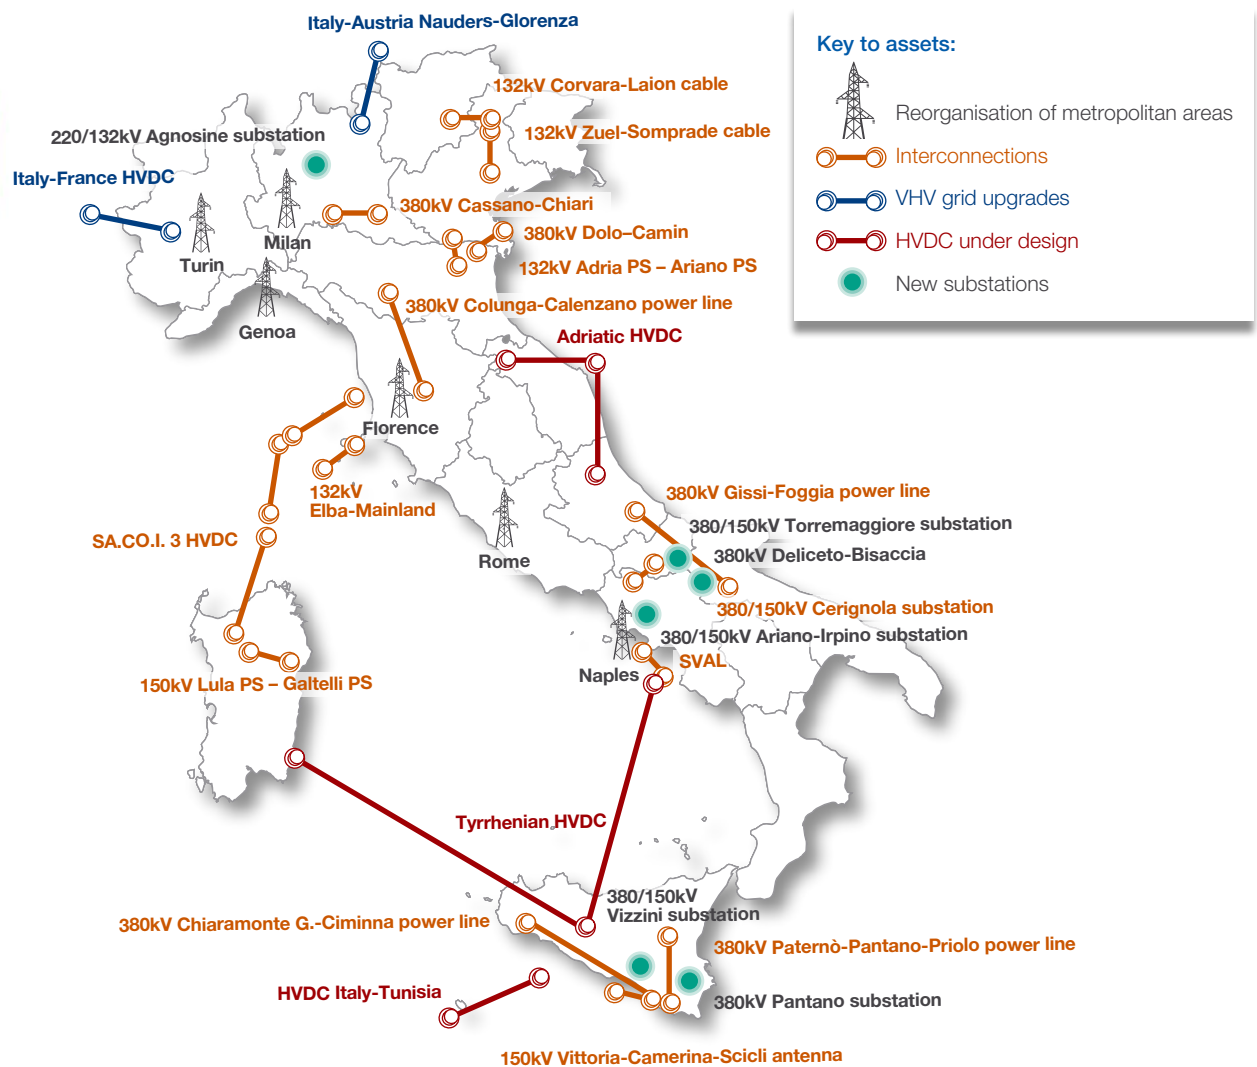 Italy-Austria Nauders-Glorenza
Key to assets:
132kV Corvara-Laion cable
Reorganisation of metropolitan areas
220/132kV Agnosine substation
132kV Zuel-Somprade cable
Interconnections
Italy-France HVDC
VHV grid upgrades
380kV Cassano-Chiari
380kV Dolo–Camin
HVDC under design
Milan
Turin
132kV Adria PS – Ariano PS
New substations
380kV Colunga-Calenzano power line
Genoa
Adriatic HVDC
Florence
132kV
Elba-Mainland
380kV Gissi-Foggia power line
380/150kV Torremaggiore substation
SA.CO.I. 3 HVDC
380kV Deliceto-Bisaccia
Rome
380/150kV Cerignola substation
380/150kV Ariano-Irpino substation
SVAL
Naples
150kV Lula PS – Galtelli PS
Tyrrhenian HVDC
380/150kV
Vizzini substation
380kV Chiaramonte G.-Ciminna power line
380kV Paternò-Pantano-Priolo power line
HVDC Italy-Tunisia
380kV Pantano substation
150kV Vittoria-Camerina-Scicli antenna